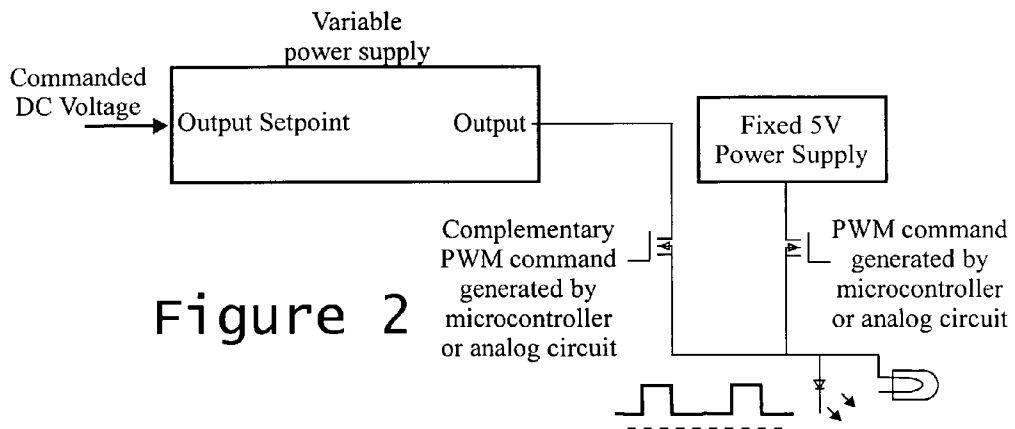 Variable
power supply
Commanded
DC Voltage
Output Setpoint
Output
Fixed 5V
Power Supply
Complementary
PWM command
generated by
microcontroller
or analog circuit
PWM command
generated by
microcontroller
or analog circuit
Figure 2